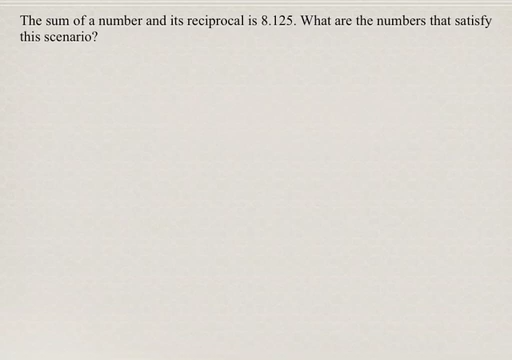 The sum of a number and its reciprocal is 8.125. What are the numbers that satisfy
this scenario?